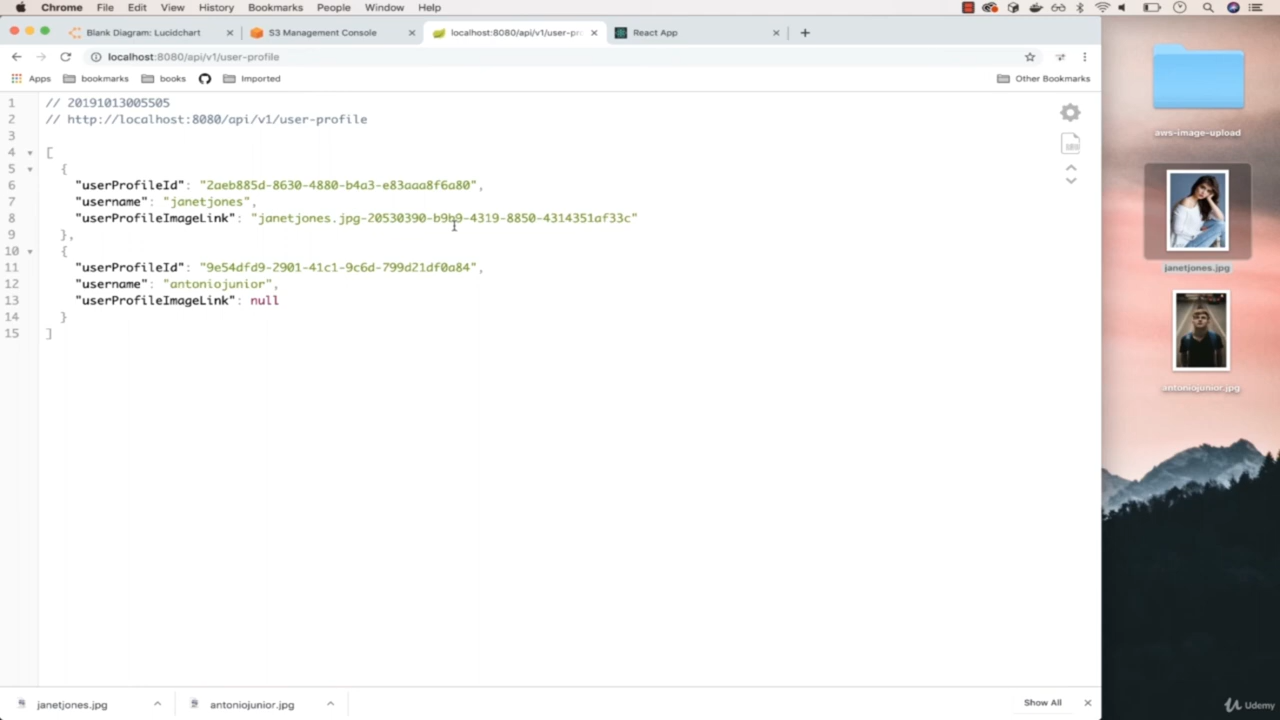 Chrome File Edit View History Bookmarks People Window Help
Blank Diagram: Lucidchart
S3 Management Console
localhost:8080/api/v1/user-pr
React App
localhost:8080/api/v1/user-profile
Apps bookmarks books Imported Other Bookmarks
1 // 20191013005505
2 // http://localhost:8080/api/v1/user-profile
3
4 [
5 {
6 "userProfileId": "2aeb885d-8630-4880-b4a3-e83aaa8f6a80",
7 "username": "janetjones",
8 "userProfileImageLink": "janetjones.jpg-20530390-b9b9-4319-8850-4314351af33c"
9 },
10 {
11 "userProfileId": "9e54dfd9-2901-41c1-9c6d-799d21df0a84",
12 "username": "antoniojunior",
13 "userProfileImageLink": null
14 }
15 ]
aws-image-upload
janetjones.jpg
antoniojunior.jpg
janetjones.jpg
antoniojunior.jpg
Show All
Udemy